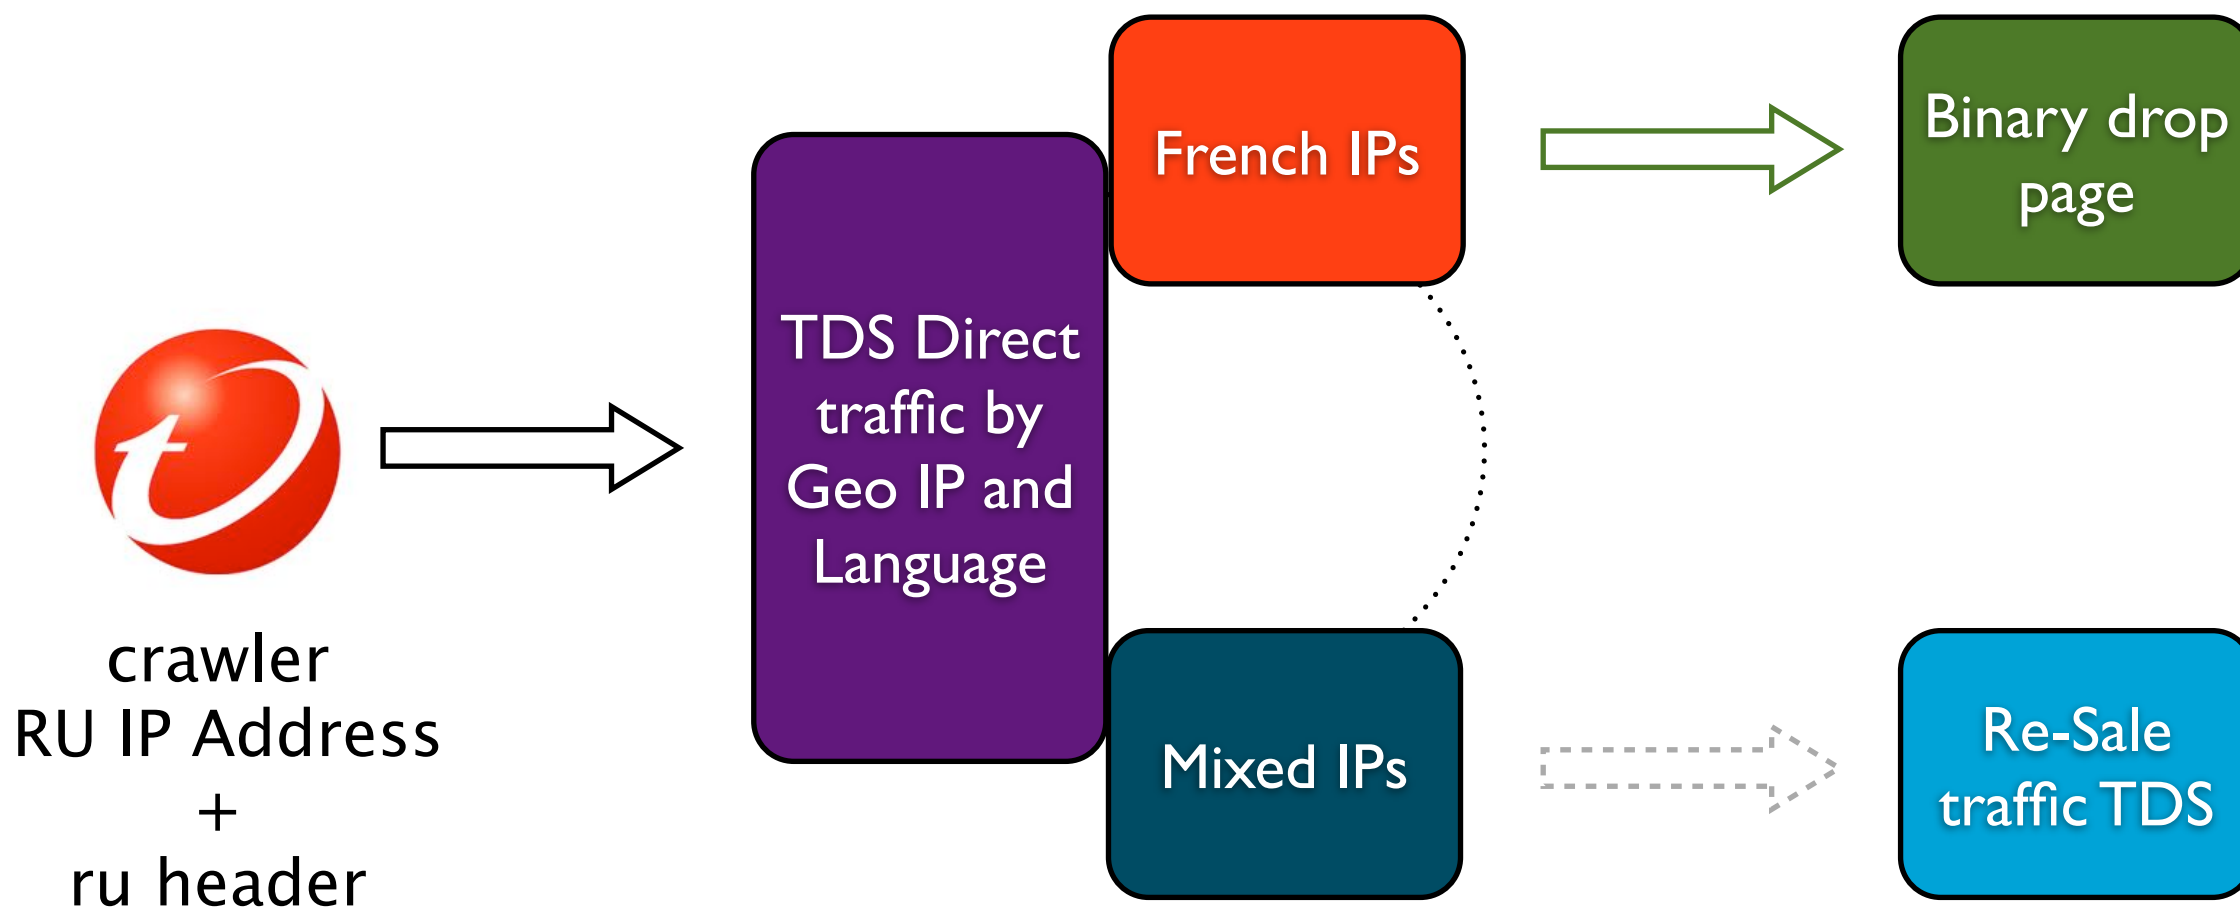 French IPs
Binary drop
page
TDS Direct
traffic by
Geo IP and
Language
crawler
RU IP Address
+
ru header
Mixed IPs
Re-Sale
traffic TDS